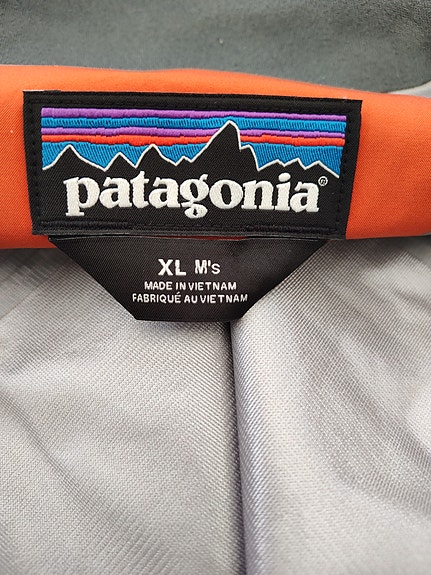 patagonia®
XL M's
MADE IN VIETNAM
FABRIQUÉ AU VIETNAM